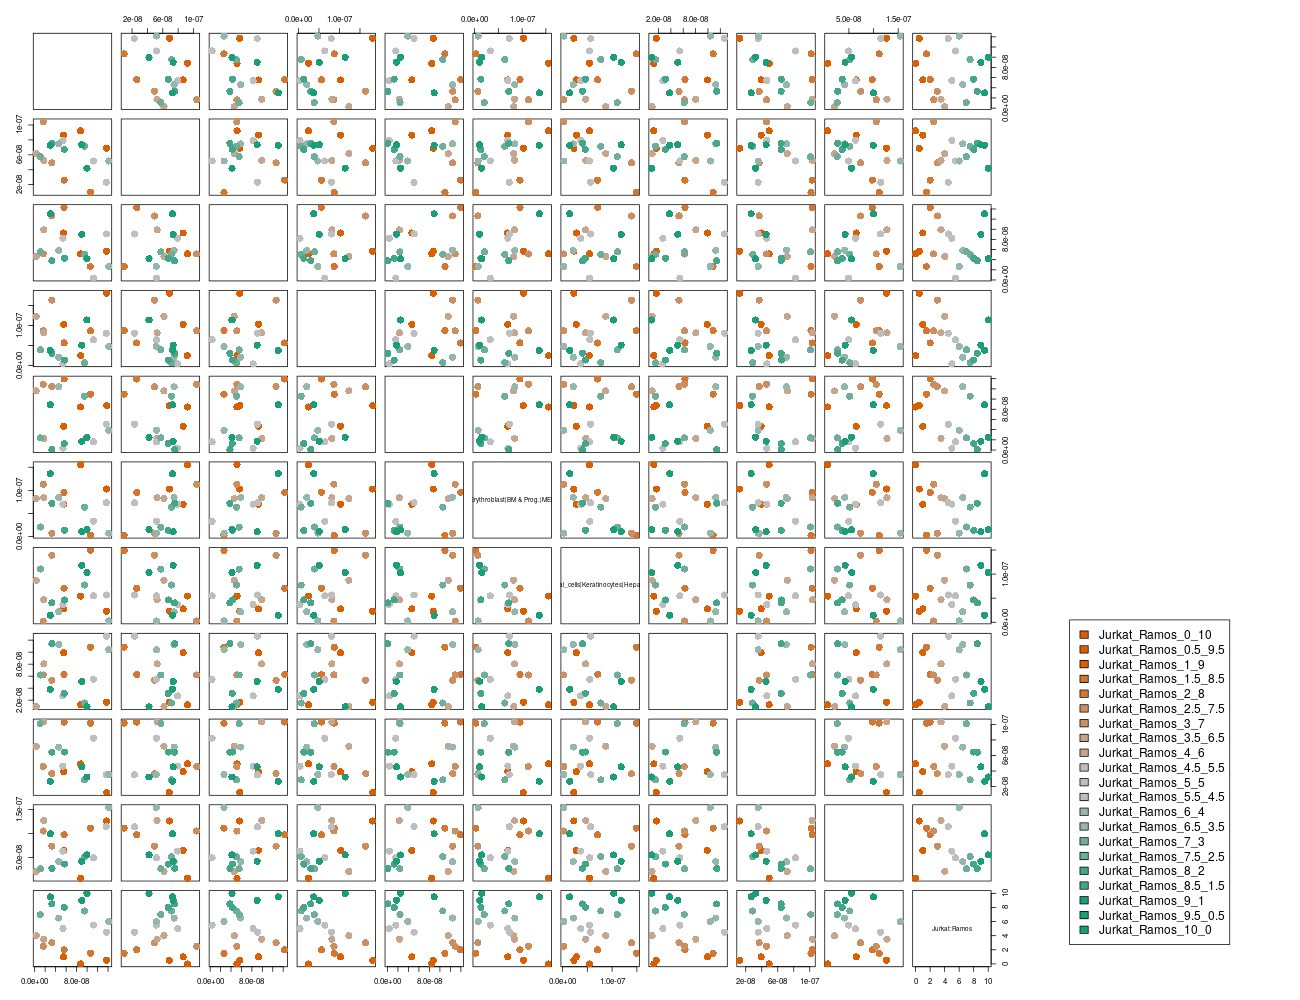 2e-08 6e-08 1e-07
0.0e+00 1.0e-07
0.0e+00 1.0e-07
2.0e-08 8.0e-08
5.0e-08 1.5e-07
0.0e+00 8.0e-08
2e-08 6e-08 1e-07
0.0e+00 8.0e-08
0.0e+00 1.0e-07
0.0e+00 8.0e-08
rythroblast|BM & Prog.|ME
0.0e+00 1.0e-07
al_cells|Keratinocytes|Hepa
0.0e+00 1.0e-07
2.0e-08 8.0e-08
2e-08 6e-08 1e-07
5.0e-08 1.5e-07
Jurkat:Ramos
0 2 4 6 8 10
0.0e+00 8.0e-08
0.0e+00 8.0e-08
0.0e+00 8.0e-08
0.0e+00 1.0e-07
2e-08 6e-08 1e-07
0 2 4 6 8 10
Jurkat_Ramos_0_10
Jurkat_Ramos_0.5_9.5
Jurkat_Ramos_1_9
Jurkat_Ramos_1.5_8.5
Jurkat_Ramos_2_8
Jurkat_Ramos_2.5_7.5
Jurkat_Ramos_3_7
Jurkat_Ramos_3.5_6.5
Jurkat_Ramos_4_6
Jurkat_Ramos_4.5_5.5
Jurkat_Ramos_5_5
Jurkat_Ramos_5.5_4.5
Jurkat_Ramos_6_4
Jurkat_Ramos_6.5_3.5
Jurkat_Ramos_7_3
Jurkat_Ramos_7.5_2.5
Jurkat_Ramos_8_2
Jurkat_Ramos_8.5_1.5
Jurkat_Ramos_9_1
Jurkat_Ramos_9.5_0.5
Jurkat_Ramos_10_0